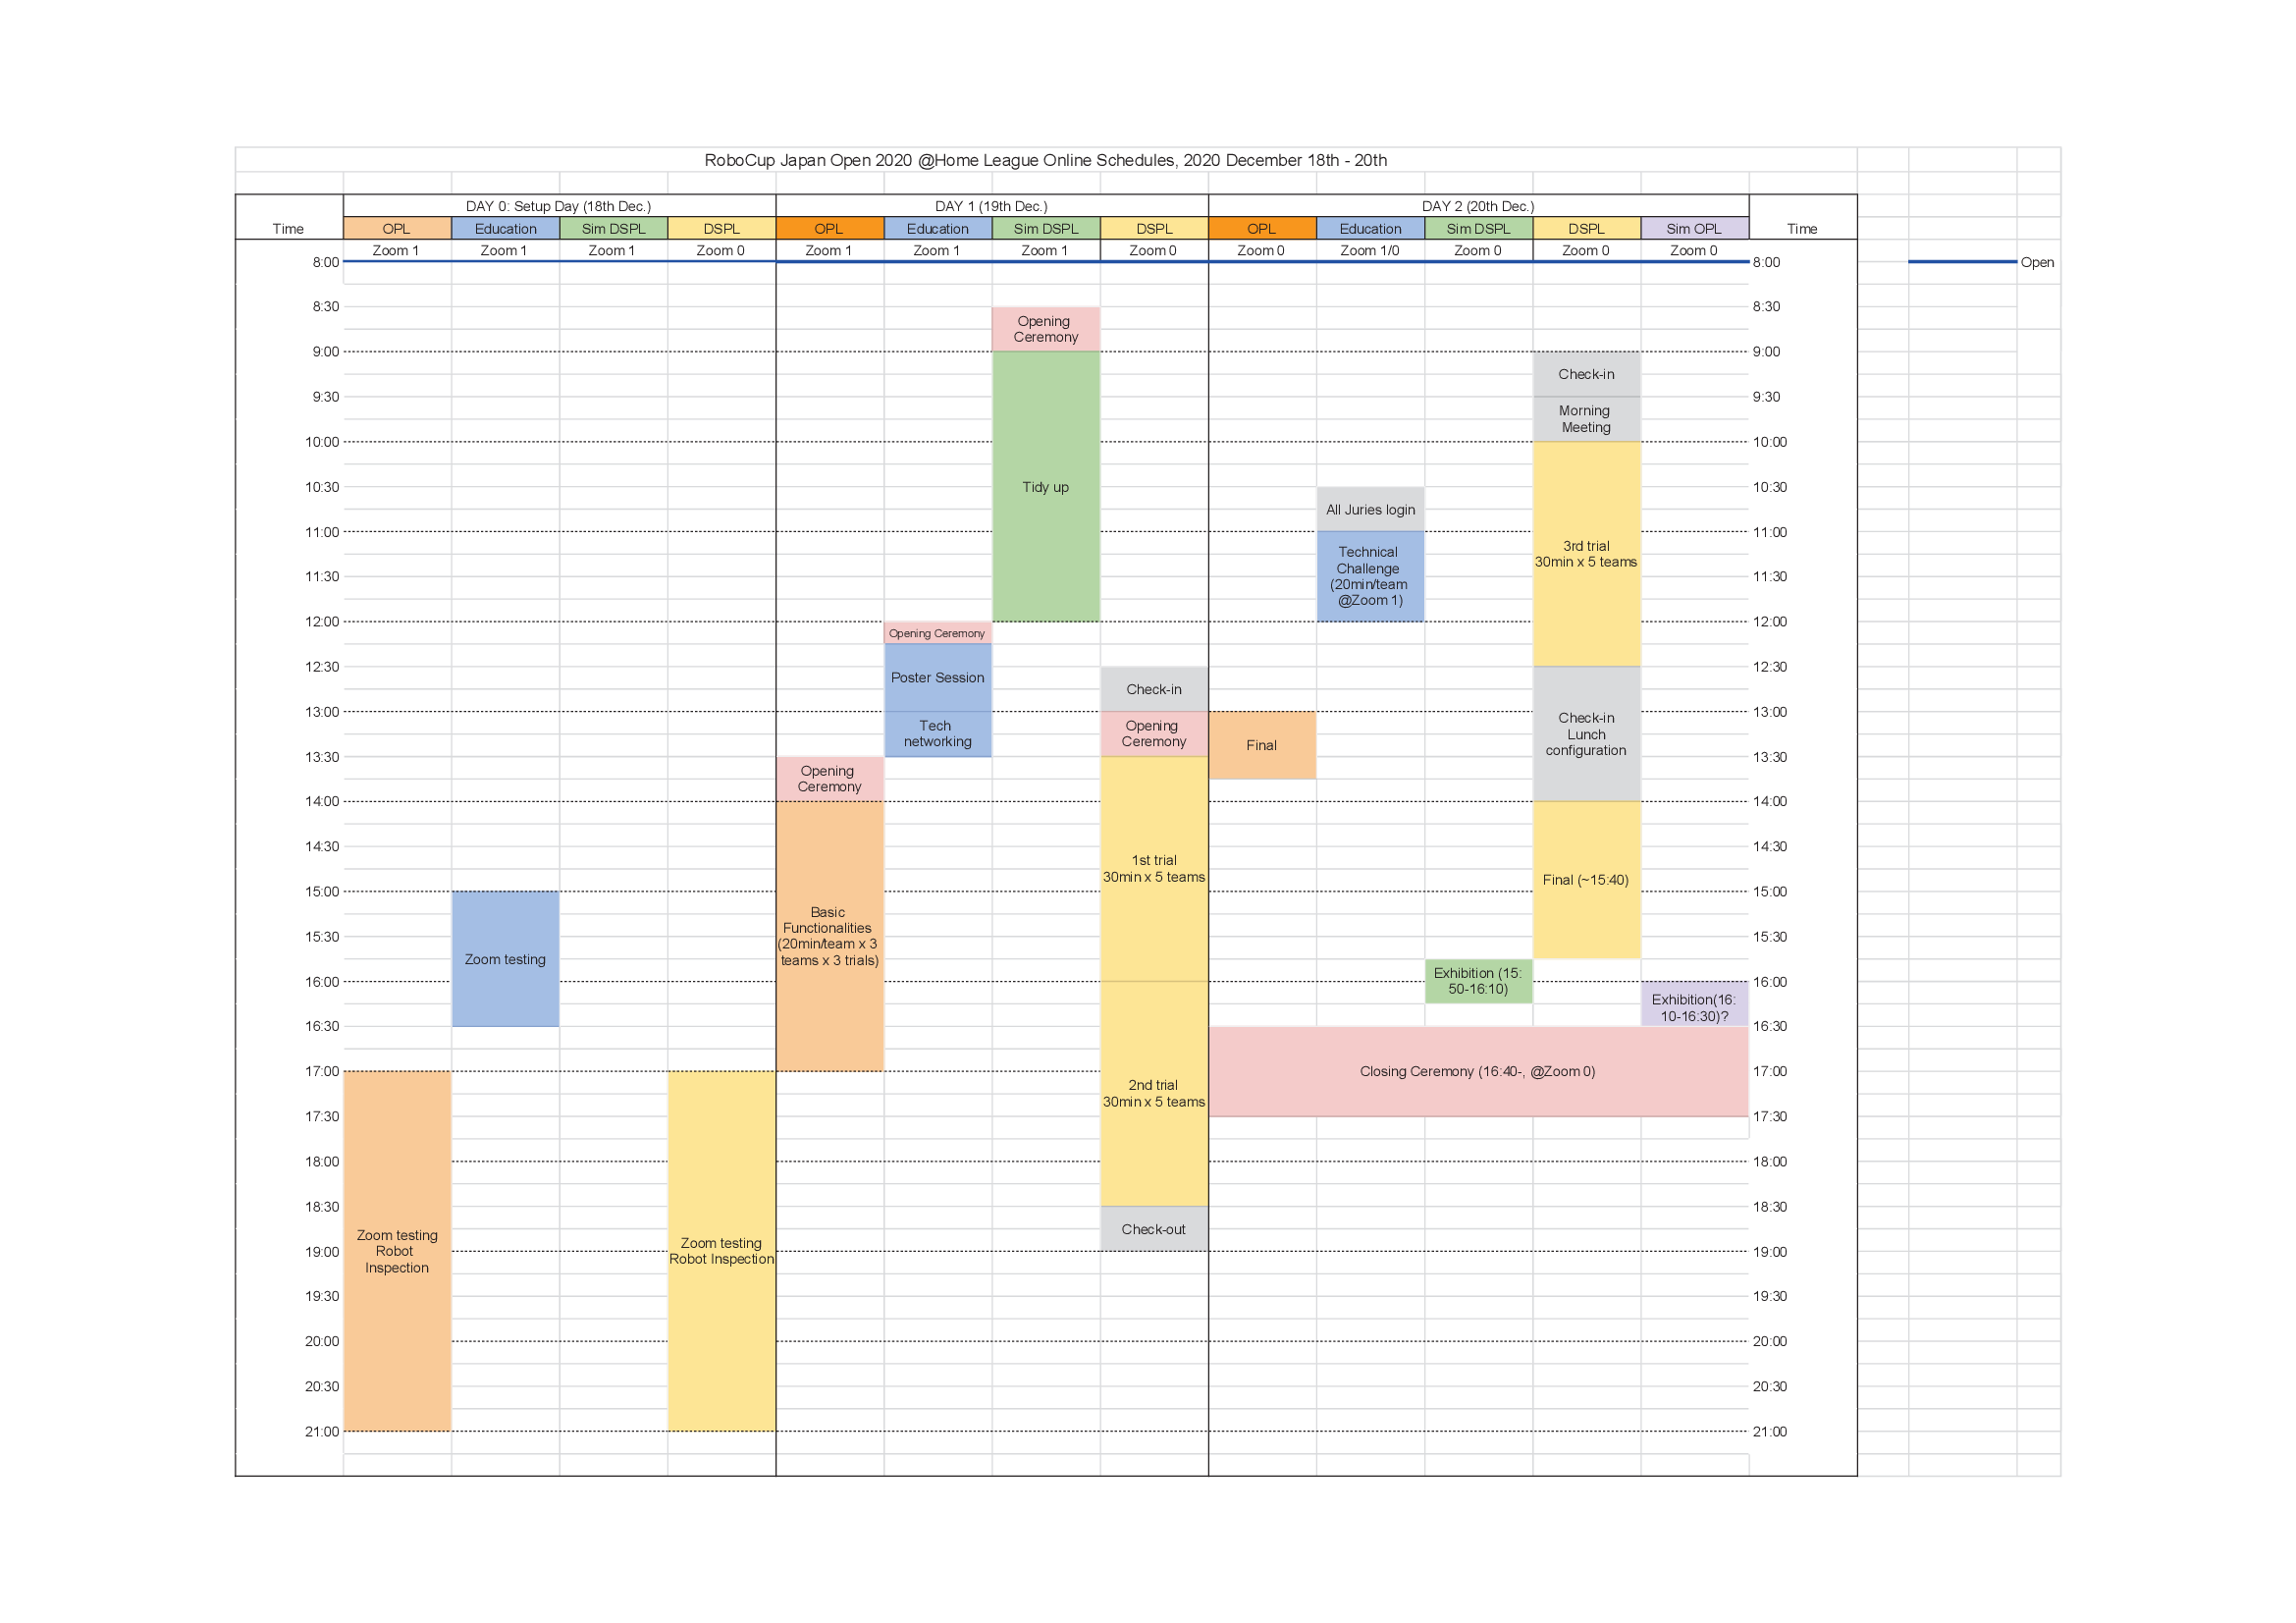 RoboCup Japan Open 2020 @Home League Online Schedules, 2020 December 18th - 20th
Time
DAY 0: Setup Day (18th Dec.)
DAY 1 (19th Dec.)
DAY 2 (20th Dec.)
Time
OPL
Education
Sim DSPL
DSPL
OPL
Education
Sim DSPL
DSPL
OPL
Education
Sim DSPL
DSPL
Sim OPL
Zoom 1
Zoom 1
Zoom 1
Zoom 0
Zoom 1
Zoom 1
Zoom 1
Zoom 0
Zoom 0
Zoom 1/0
Zoom 0
Zoom 0
Zoom 0
8:00
8:00
Open
8:30
8:30
Opening
Ceremony
9:00
9:00
Check-in
9:30
9:30
Morning
Meeting
10:00
10:00
10:30
Tidy up
10:30
All Juries login
11:00
11:00
Technical
Challenge
(20min/team
@Zoom 1)
3rd trial
30min x 5 teams
11:30
11:30
12:00
12:00
Opening Ceremony
12:30
12:30
Poster Session
Check-in
13:00
13:00
Tech
networking
Opening
Ceremony
Final
Check-in
Lunch
configuration
13:30
13:30
Opening
Ceremony
14:00
14:00
14:30
14:30
1st trial
30min x 5 teams
Final (~15:40)
15:00
15:00
Basic
Functionalities
(20min/team x 3
teams x 3 trials)
15:30
15:30
Zoom testing
Exhibition (15:
50-16:10)
16:00
16:00
Exhibition(16:
10-16:30)?
16:30
16:30
17:00
Closing Ceremony (16:40-, @Zoom 0)
17:00
2nd trial
30min x 5 teams
17:30
17:30
18:00
18:00
18:30
18:30
Check-out
Zoom testing
Robot
Inspection
Zoom testing
Robot Inspection
19:00
19:00
19:30
19:30
20:00
20:00
20:30
20:30
21:00
21:00